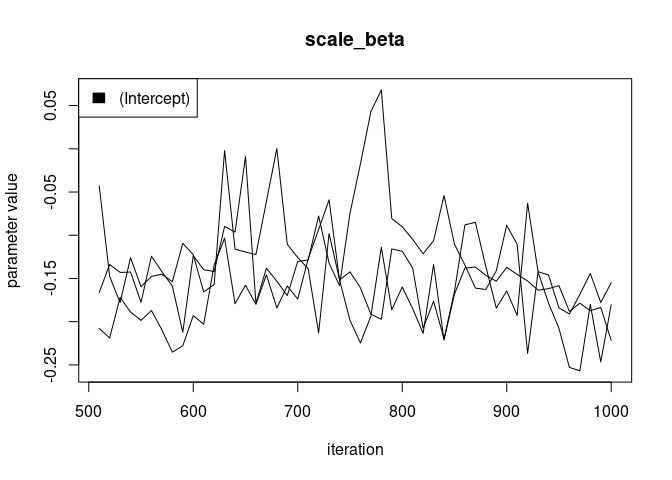 scale_beta
(Intercept)
parameter value
0.05
-0.05
-0.15
-0.25
500 600 700 800 900 1000
iteration